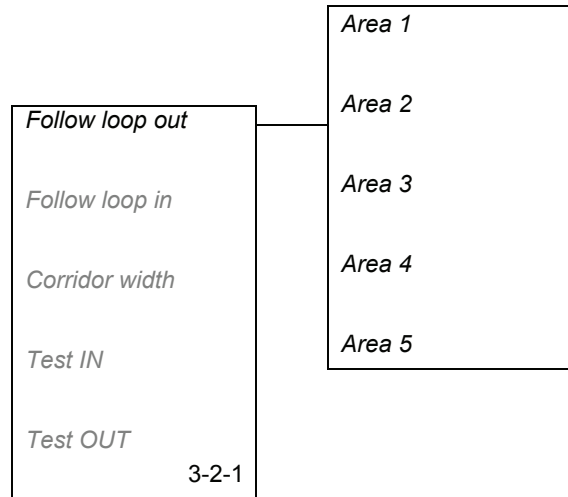 Follow loop out
Follow loop in
Corridor width
Test IN
Test OUT
3-2-1
Area 1
Area 2
Area 3
Area 4
Area 5